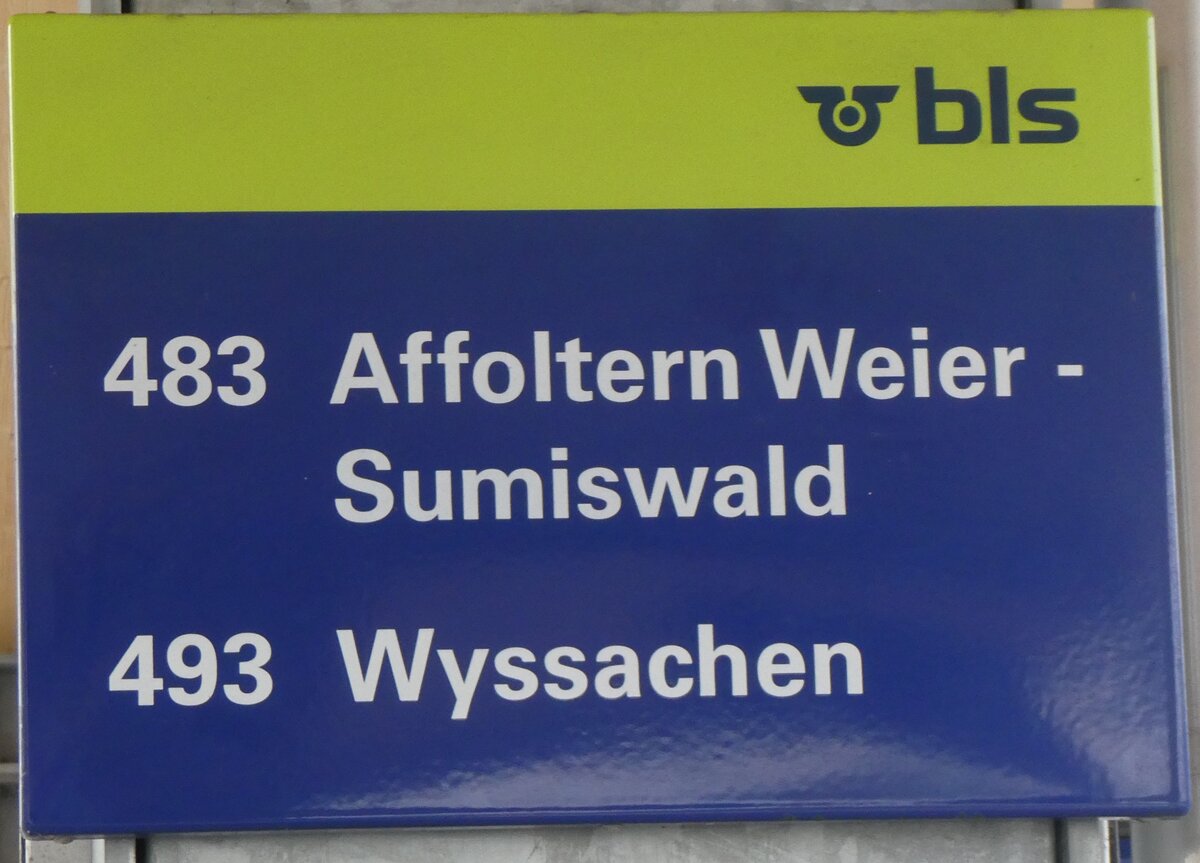 bls
483 Affoltern Weier -
Sumiswald
493 Wyssachen